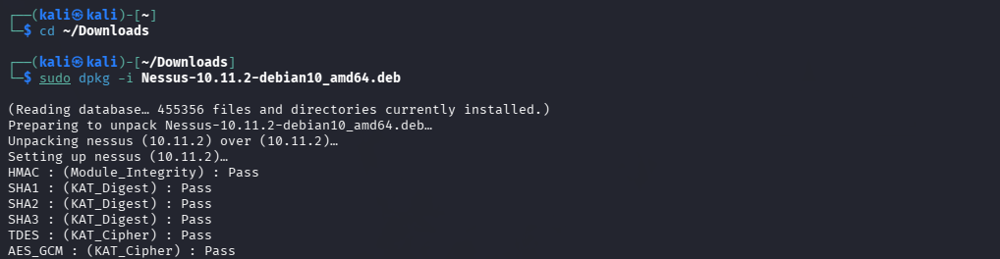 ┌──(kali㉿kali)-[~]
└─$ cd ~/Downloads
┌──(kali㉿kali)-[~/Downloads]
└─$ sudo dpkg -i Nessus-10.11.2-debian10_amd64.deb
(Reading database… 455356 files and directories currently installed.)
Preparing to unpack Nessus-10.11.2-debian10_amd64.deb…
Unpacking nessus (10.11.2) over (10.11.2)…
Setting up nessus (10.11.2)…
HMAC : (Module_Integrity) : Pass
SHA1 : (KAT_Digest) : Pass
SHA2 : (KAT_Digest) : Pass
SHA3 : (KAT_Digest) : Pass
TDES : (KAT_Cipher) : Pass
AES_GCM : (KAT_Cipher) : Pass